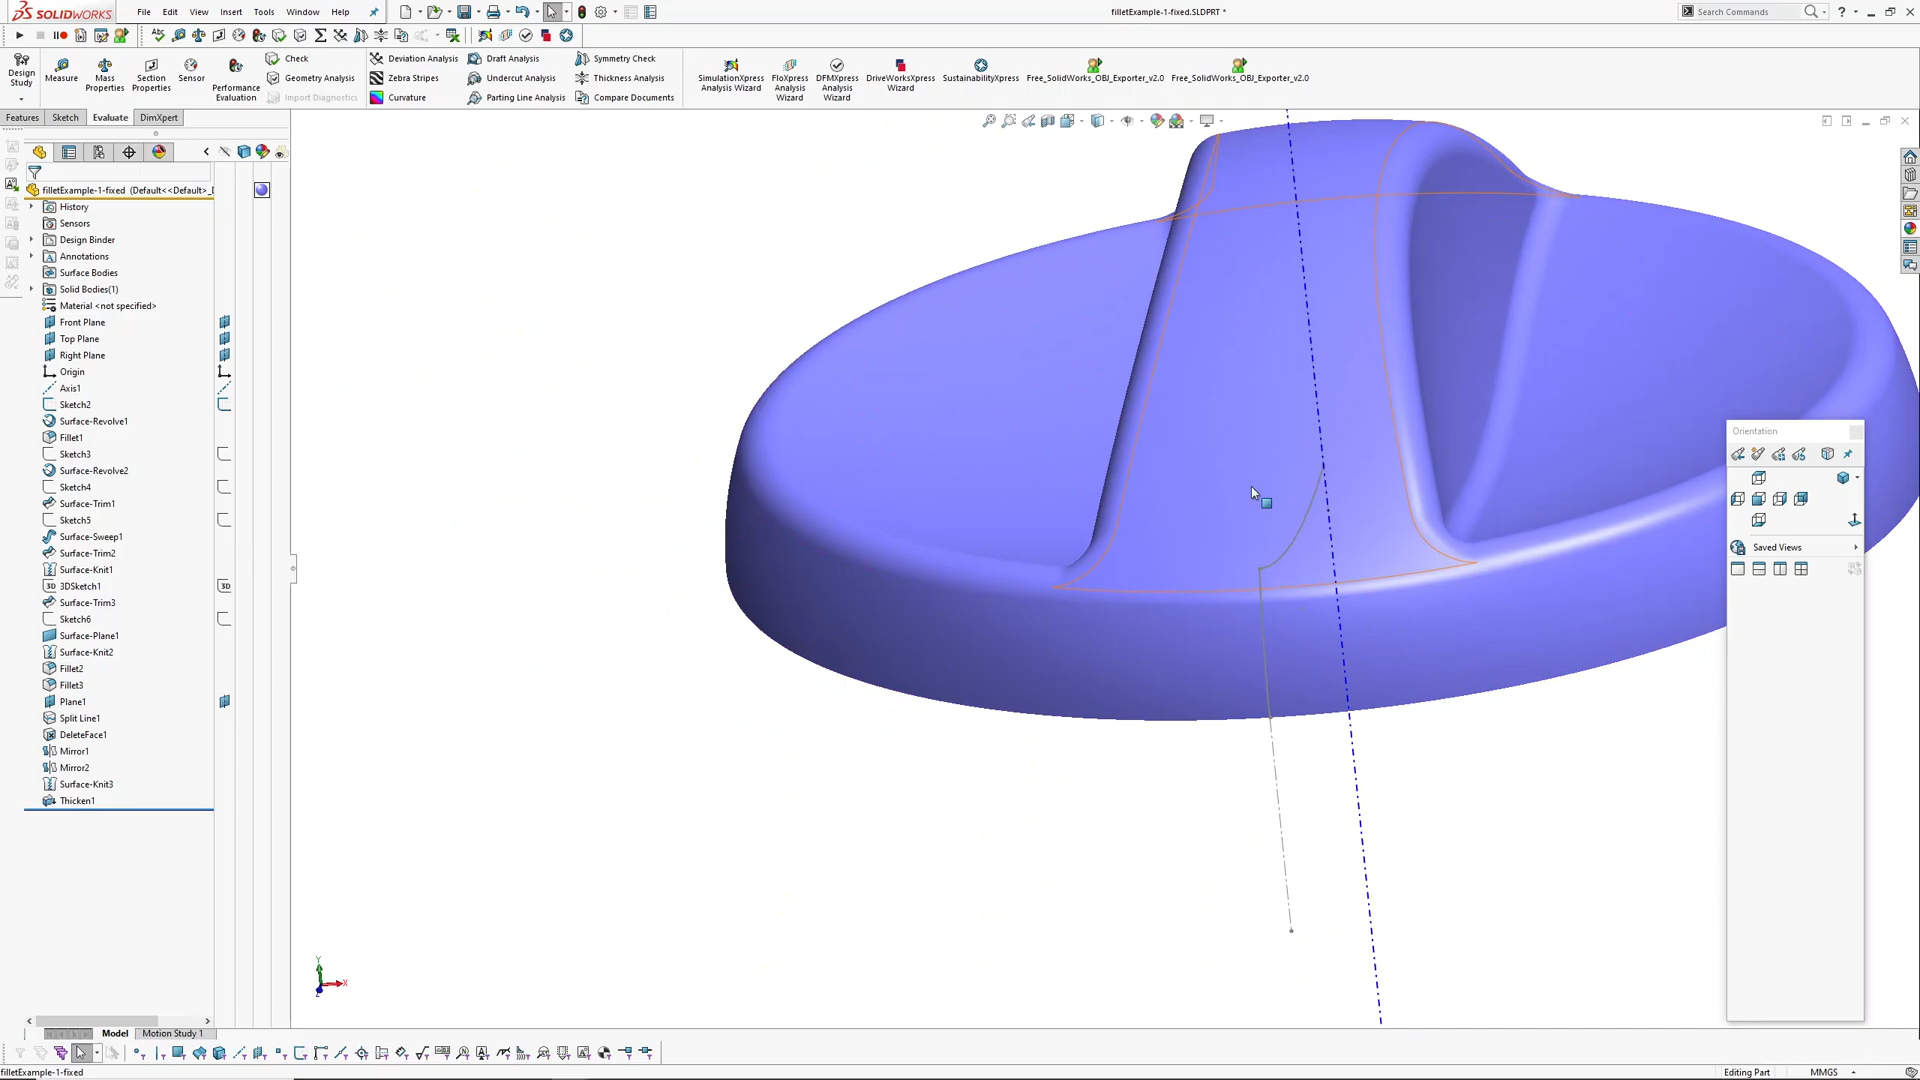 SOLIDWORKS File Edit View Insert Tools Window Help filletExample-1-fixed.SLDPRT * Search Commands
Design Study
Measure
Mass Properties
Section Properties
Sensor
Performance Evaluation
Check
Geometry Analysis
Import Diagnostics
Deviation Analysis
Zebra Stripes
Curvature
Draft Analysis
Undercut Analysis
Parting Line Analysis
Symmetry Check
Thickness Analysis
Compare Documents
SimulationXpress Analysis Wizard
FloXpress Analysis Wizard
DFMXpress Analysis Wizard
DriveWorksXpress Wizard
SustainabilityXpress
Free_SolidWorks_OBJ_Exporter_v2.0
Free_SolidWorks_OBJ_Exporter_v2.0
Features Sketch Evaluate DimXpert
filletExample-1-fixed (Default<<Default>_I
History
Sensors
Design Binder
Annotations
Surface Bodies
Solid Bodies(1)
Material <not specified>
Front Plane
Top Plane
Right Plane
Origin
Axis1
Sketch2
Surface-Revolve1
Fillet1
Sketch3
Surface-Revolve2
Sketch4
Surface-Trim1
Sketch5
Surface-Sweep1
Surface-Trim2
Surface-Knit1
3D 3DSketch1 3D
Surface-Trim3
Sketch6
Surface-Plane1
Surface-Knit2
Fillet2
Fillet3
Plane1
Split Line1
DeleteFace1
Mirror1
Mirror2
Surface-Knit3
Thicken1
Orientation
Saved Views
Y
X
Z
Model Motion Study 1
filletExample-1-fixed Editing Part MMGS